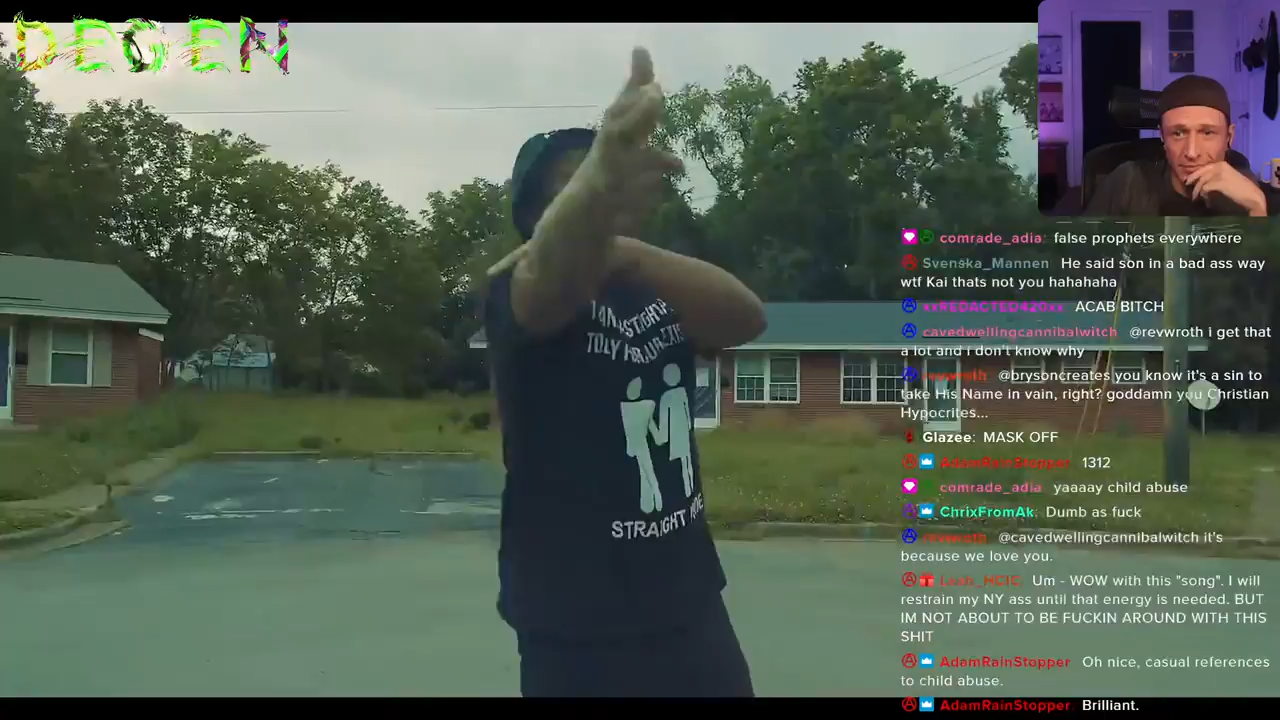 DEGEN
STRAIGHT
comrade_adia: false prophets everywhere
Svenska_Mannen He said son in a bad ass way
wtf Kai thats not you hahahaha
xxREDACTED420xx ACAB BITCH
cavedwellingcannibalwitch @revwroth i get that
a lot and i don't know why
revwroth @brysoncreates you know it's a sin to
take His Name in vain, right? goddamn you Christian
Hypocrites...
Glazee: MASK OFF
AdamRainStopper 1312
comrade_adia yaaaay child abuse
ChrixFromAk: Dumb as fuck
revwroth @cavedwellingcannibalwitch it's
because we love you.
Um - WOW with this "song". I will
restrain my NY ass until that energy is needed. BUT
IM NOT ABOUT TO BE FUCKIN AROUND WITH THIS
SHIT
AdamRainStopper Oh nice, casual references
to child abuse.
AdamRainStopper: Brilliant.